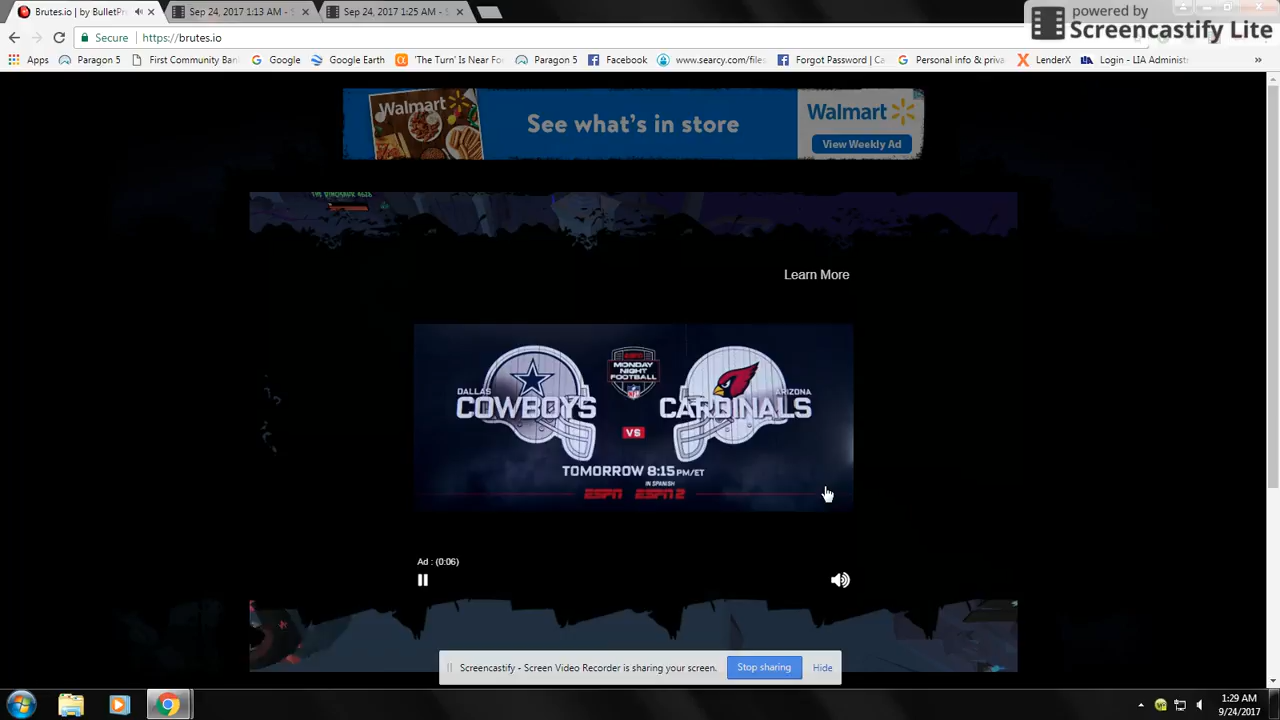 Brutes.io | by BulletPr
Sep 24, 2017 1:13 AM -
Sep 24, 2017 1:25 AM -
powered by
Screencastify Lite
Secure
https://brutes.io
Apps
Paragon 5
First Community Ban
Google
Google Earth
'The Turn' Is Near Fo
Paragon 5
Facebook
www.searcy.com/files
Forgot Password | Ca
Personal info & priva
LenderX
Login - LIA Administ
»
Walmart
See what's in store
Walmart
View Weekly Ad
Learn More
ESPN
MONDAY
NIGHT
FOOTBALL
NFL
DALLAS
COWBOYS
VS
ARIZONA
CARDINALS
TOMORROW 8:15 PM/ET
IN SPANISH
ESPN ESPN 2
Ad : (0:06)
Screencastify - Screen Video Recorder is sharing your screen.
Stop sharing
Hide
1:29 AM
9/24/2017